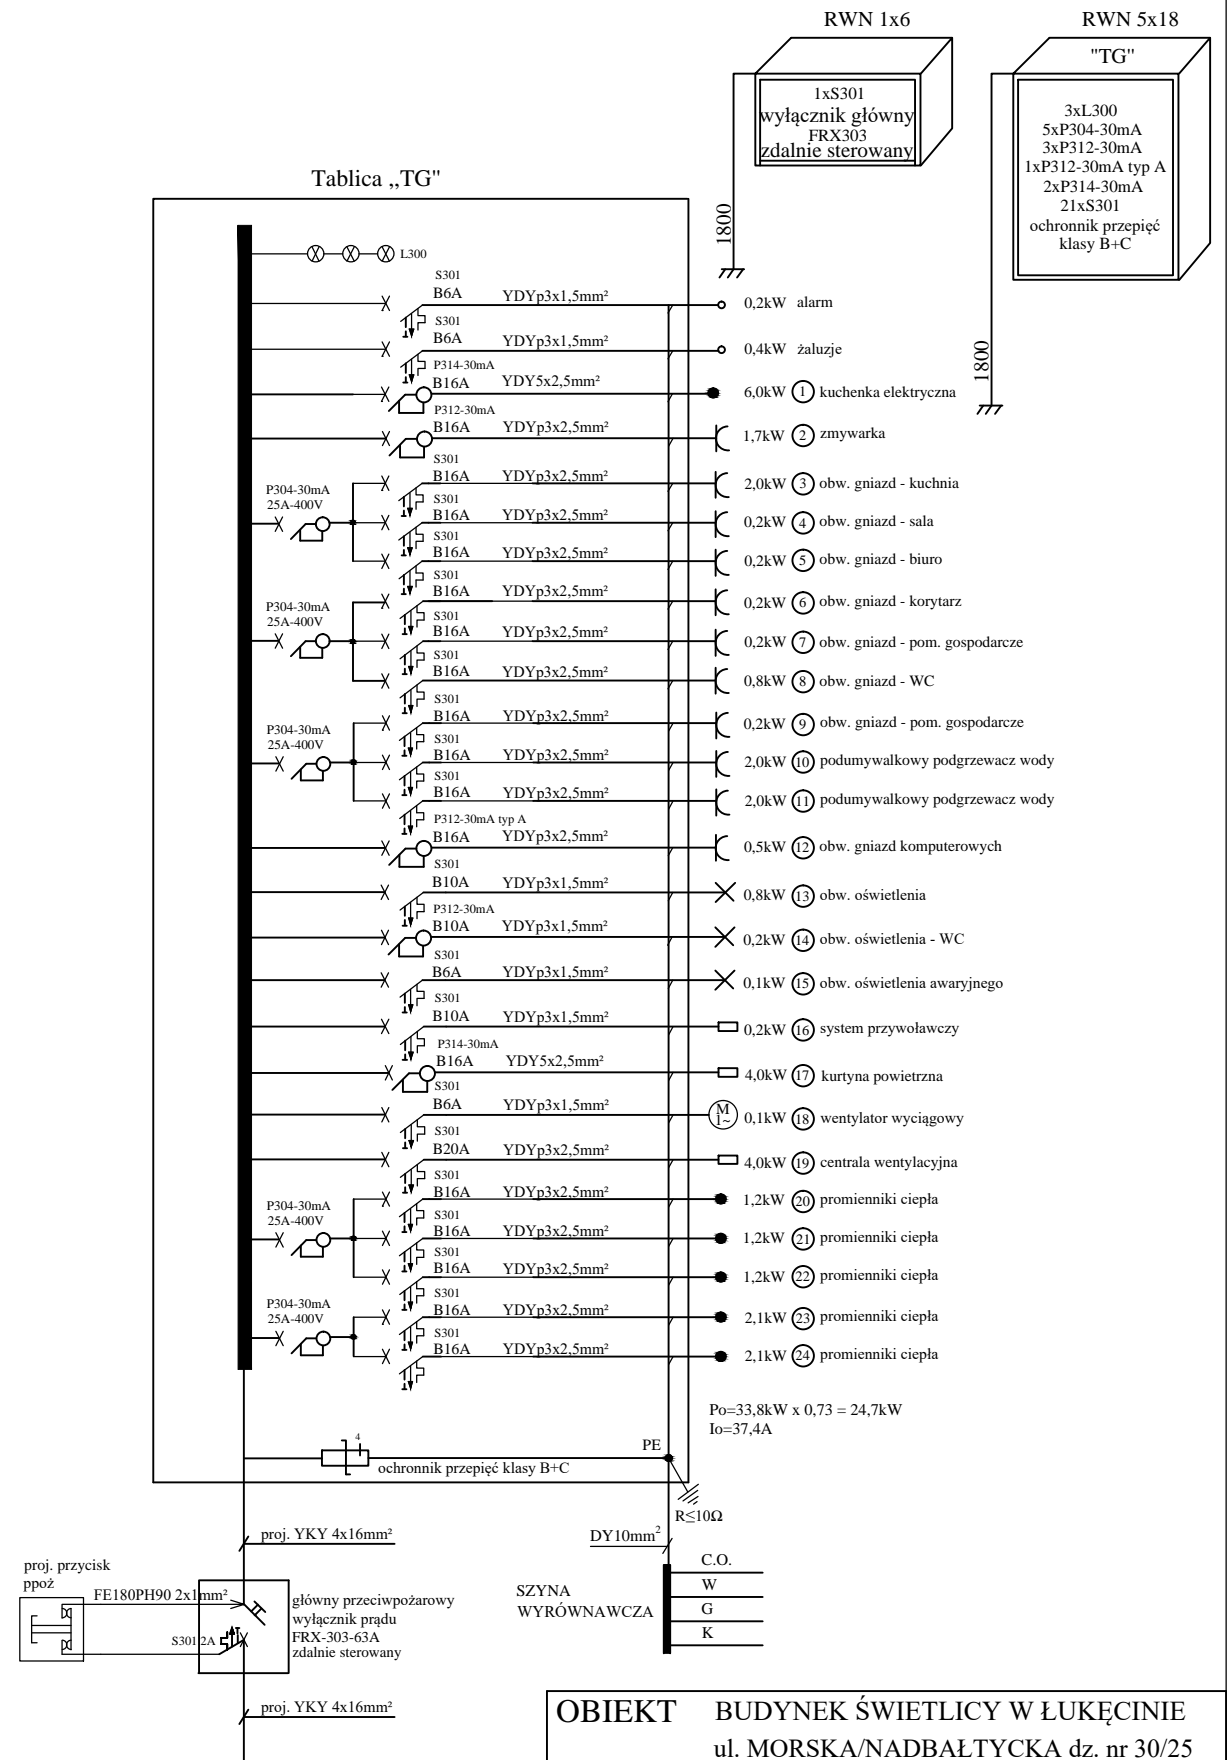 RWN 1x6
RWN 5x18
1xS301
wyłącznik główny
FRX303
zdalnie sterowany
1800
"TG"
3xL300
5xP304-30mA
3xP312-30mA
1xP312-30mA typ A
2xP314-30mA
21xS301
ochronnik przepięć
klasy B+C
1800
Tablica ,,TG"
L300
S301
B6A YDYp3x1,5mm² 0,2kW alarm
S301
B6A YDYp3x1,5mm² 0,4kW żaluzje
P314-30mA
B16A YDY5x2,5mm² 6,0kW 1 kuchenka elektryczna
P312-30mA
B16A YDYp3x2,5mm² 1,7kW 2 zmywarka
P304-30mA
25A-400V
S301
B16A YDYp3x2,5mm² 2,0kW 3 obw. gniazd - kuchnia
S301
B16A YDYp3x2,5mm² 0,2kW 4 obw. gniazd - sala
S301
B16A YDYp3x2,5mm² 0,2kW 5 obw. gniazd - biuro
P304-30mA
25A-400V
S301
B16A YDYp3x2,5mm² 0,2kW 6 obw. gniazd - korytarz
S301
B16A YDYp3x2,5mm² 0,2kW 7 obw. gniazd - pom. gospodarcze
S301
B16A YDYp3x2,5mm² 0,8kW 8 obw. gniazd - WC
P304-30mA
25A-400V
S301
B16A YDYp3x2,5mm² 0,2kW 9 obw. gniazd - pom. gospodarcze
S301
B16A YDYp3x2,5mm² 2,0kW 10 podumywalkowy podgrzewacz wody
S301
B16A YDYp3x2,5mm² 2,0kW 11 podumywalkowy podgrzewacz wody
P312-30mA typ A
B16A YDYp3x2,5mm² 0,5kW 12 obw. gniazd komputerowych
S301
B10A YDYp3x1,5mm² 0,8kW 13 obw. oświetlenia
P312-30mA
B10A YDYp3x1,5mm² 0,2kW 14 obw. oświetlenia - WC
S301
B6A YDYp3x1,5mm² 0,1kW 15 obw. oświetlenia awaryjnego
S301
B10A YDYp3x1,5mm² 0,2kW 16 system przywoławczy
P314-30mA
B16A YDY5x2,5mm² 4,0kW 17 kurtyna powietrzna
S301
B6A YDYp3x1,5mm² M 1~ 0,1kW 18 wentylator wyciągowy
S301
B20A YDYp3x2,5mm² 4,0kW 19 centrala wentylacyjna
P304-30mA
25A-400V
S301
B16A YDYp3x2,5mm² 1,2kW 20 promienniki ciepła
S301
B16A YDYp3x2,5mm² 1,2kW 21 promienniki ciepła
S301
B16A YDYp3x2,5mm² 1,2kW 22 promienniki ciepła
P304-30mA
25A-400V
S301
B16A YDYp3x2,5mm² 2,1kW 23 promienniki ciepła
S301
B16A YDYp3x2,5mm² 2,1kW 24 promienniki ciepła
Po=33,8kW x 0,73 = 24,7kW
Io=37,4A
4
PE
ochronnik przepięć klasy B+C
R≤10Ω
proj. YKY 4x16mm²
DY10mm²
proj. przycisk
ppoż
FE180PH90 2x1mm²
S301 2A
główny przeciwpożarowy
wyłącznik prądu
FRX-303-63A
zdalnie sterowany
SZYNA
WYRÓWNAWCZA
C.O.
W
G
K
proj. YKY 4x16mm²
OBIEKT BUDYNEK ŚWIETLICY W ŁUKĘCINIE
ul. MORSKA/NADBAŁTYCKA dz. nr 30/25